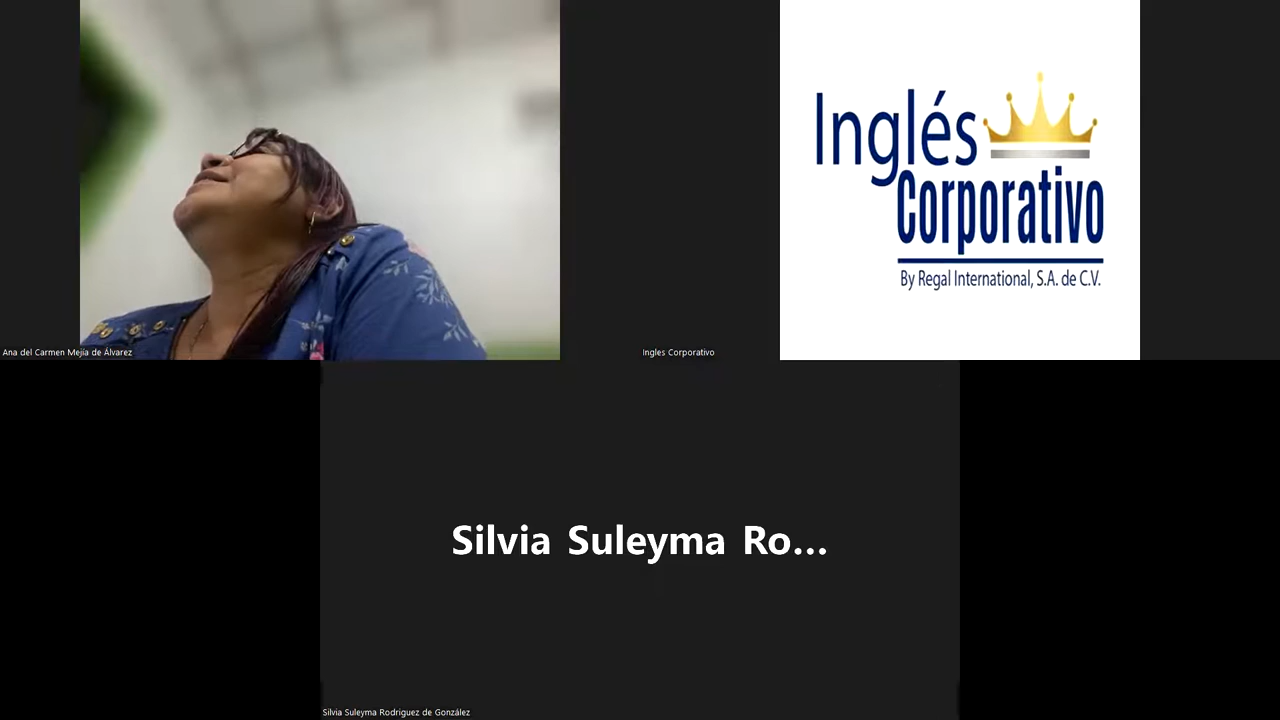 Inglés
Corporativo
By Regal International, S.A. de C.V.
Ana del Carmen Mejía de Álvarez
Ingles Corporativo
Silvia Suleyma Ro...
Silvia Suleyma Rodriguez de González